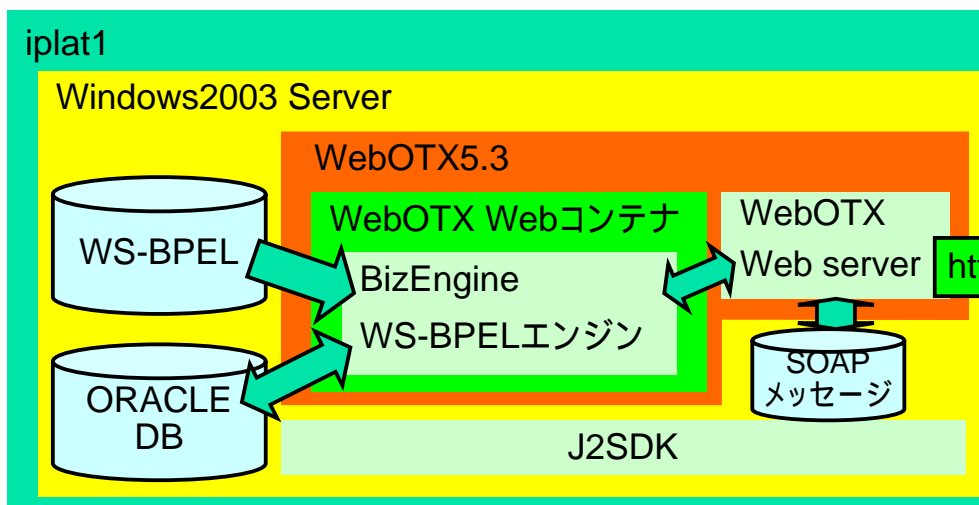 iplat1
Windows2003 Server
WebOTX5.3
WebOTX Webコンテナ
WebOTX
Web server
WS-BPEL
BizEngine
WS-BPELエンジン
SOAP
メッセージ
ORACLE
DB
J2SDK